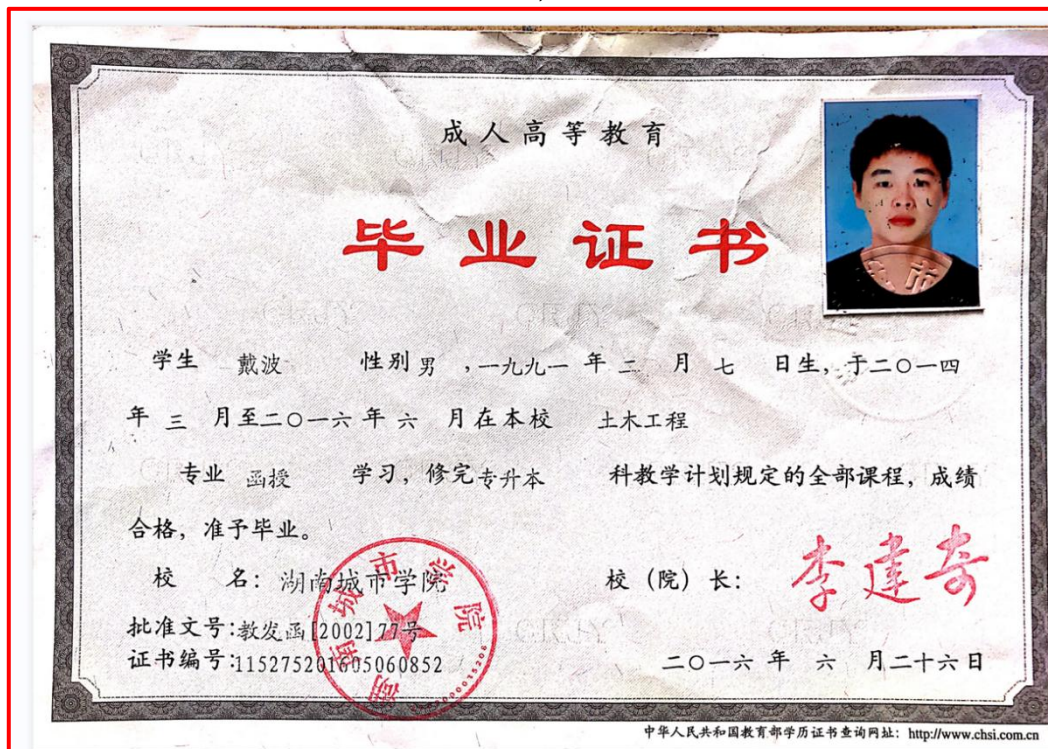 成人高等教育
毕业证书
学生 戴波 性别 男 ，一九九一 年 二 月 七 日生，于二〇一四
年 三 月至二〇一六 年 六 月在本校 土木工程
专业 函授 学习，修完 专升本 科教学计划规定的全部课程，成绩
合格，准予毕业。
校 名：湖南城市学院
校（院）长：李建奇
批准文号：教发函[2002]77号
证书编号：115275201605060852
二〇一六 年 六 月二十六日
湖南城市学院
中华人民共和国教育部学历证书查询网址：http://www.chsi.com.cn